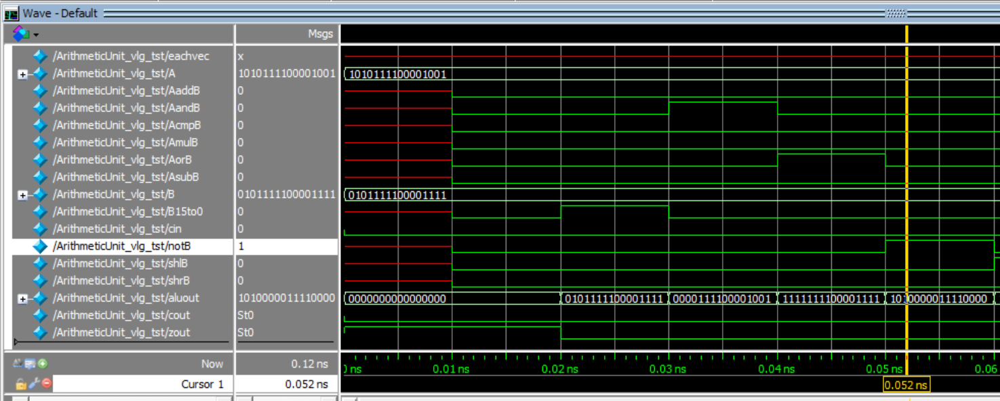 Wave - Default
Msgs
/ArithmeticUnit_vlg_tst/eachvec x
/ArithmeticUnit_vlg_tst/A 1010111100001001 1010111100001001
/ArithmeticUnit_vlg_tst/AaddB 0
/ArithmeticUnit_vlg_tst/AandB 0
/ArithmeticUnit_vlg_tst/AcmpB 0
/ArithmeticUnit_vlg_tst/AmulB 0
/ArithmeticUnit_vlg_tst/AorB 0
/ArithmeticUnit_vlg_tst/AsubB 0
/ArithmeticUnit_vlg_tst/B 0101111100001111 0101111100001111
/ArithmeticUnit_vlg_tst/B15to0 0
/ArithmeticUnit_vlg_tst/cin 0
/ArithmeticUnit_vlg_tst/notB 1
/ArithmeticUnit_vlg_tst/shlB 0
/ArithmeticUnit_vlg_tst/shrB 0
/ArithmeticUnit_vlg_tst/aluout 1010000011110000 0000000000000000 0101111100001111 0000111100001001 1111111100001111 1010000011110000
/ArithmeticUnit_vlg_tst/cout St0
/ArithmeticUnit_vlg_tst/zout St0
Now 0.12 ns ns 0.01 ns 0.02 ns 0.03 ns 0.04 ns 0.05 ns 0.06
Cursor 1 0.052 ns 0.052 ns